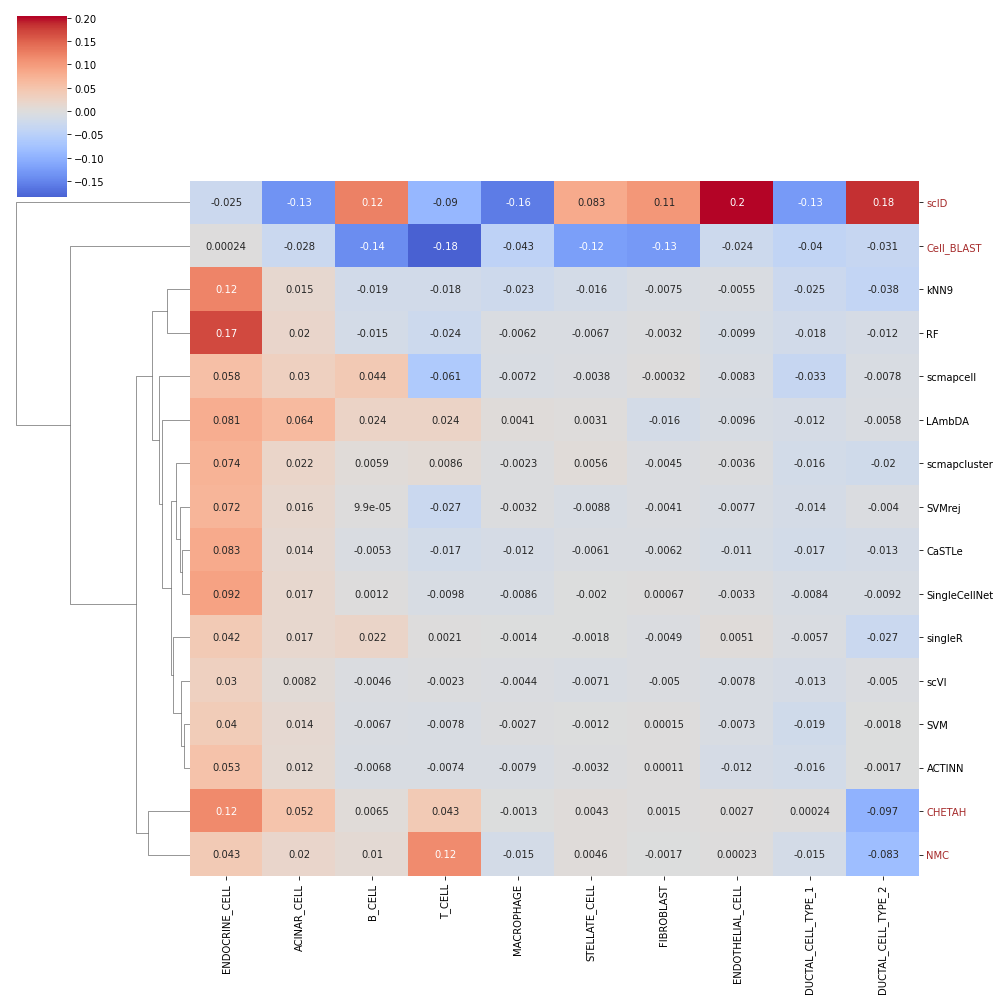 0.20
0.15
0.10
0.05
0.00
−0.05
−0.10
−0.15
-0.025 -0.13 0.12 -0.09 -0.16 0.083 0.11 0.2 -0.13 0.18 scID
0.00024 -0.028 -0.14 -0.18 -0.043 -0.12 -0.13 -0.024 -0.04 -0.031 Cell_BLAST
0.12 0.015 -0.019 -0.018 -0.023 -0.016 -0.0075 -0.0055 -0.025 -0.038 kNN9
0.17 0.02 -0.015 -0.024 -0.0062 -0.0067 -0.0032 -0.0099 -0.018 -0.012 RF
0.058 0.03 0.044 -0.061 -0.0072 -0.0038 -0.00032 -0.0083 -0.033 -0.0078 scmapcell
0.081 0.064 0.024 0.024 0.0041 0.0031 -0.016 -0.0096 -0.012 -0.0058 LAmbDA
0.074 0.022 0.0059 0.0086 -0.0023 0.0056 -0.0045 -0.0036 -0.016 -0.02 scmapcluster
0.072 0.016 9.9e-05 -0.027 -0.0032 -0.0088 -0.0041 -0.0077 -0.014 -0.004 SVMrej
0.083 0.014 -0.0053 -0.017 -0.012 -0.0061 -0.0062 -0.011 -0.017 -0.013 CaSTLe
0.092 0.017 0.0012 -0.0098 -0.0086 -0.002 0.00067 -0.0033 -0.0084 -0.0092 SingleCellNet
0.042 0.017 0.022 0.0021 -0.0014 -0.0018 -0.0049 0.0051 -0.0057 -0.027 singleR
0.03 0.0082 -0.0046 -0.0023 -0.0044 -0.0071 -0.005 -0.0078 -0.013 -0.005 scVI
0.04 0.014 -0.0067 -0.0078 -0.0027 -0.0012 0.00015 -0.0073 -0.019 -0.0018 SVM
0.053 0.012 -0.0068 -0.0074 -0.0079 -0.0032 0.00011 -0.012 -0.016 -0.0017 ACTINN
0.12 0.052 0.0065 0.043 -0.0013 0.0043 0.0015 0.0027 0.00024 -0.097 CHETAH
0.043 0.02 0.01 0.12 -0.015 0.0046 -0.0017 0.00023 -0.015 -0.083 NMC
ENDOCRINE_CELL
ACINAR_CELL
B_CELL
T_CELL
MACROPHAGE
STELLATE_CELL
FIBROBLAST
ENDOTHELIAL_CELL
DUCTAL_CELL_TYPE_1
DUCTAL_CELL_TYPE_2